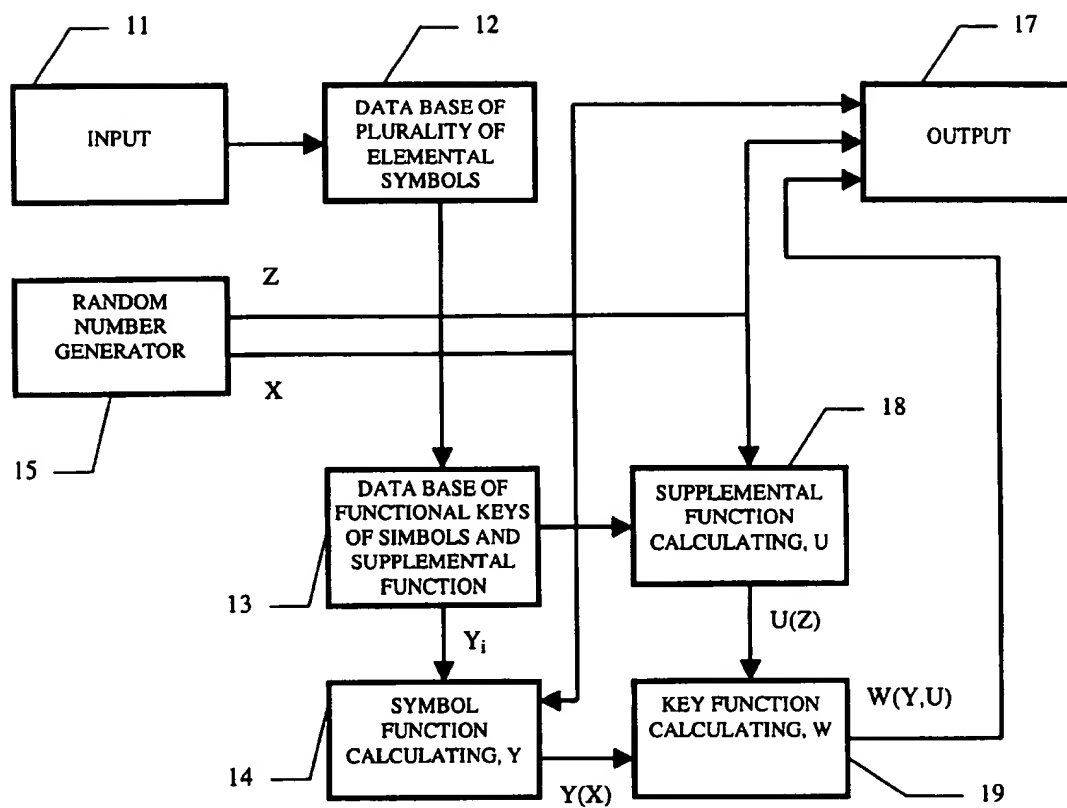 11
12
17
INPUT
DATA BASE OF
PLURALITY OF
ELEMENTAL
SYMBOLS
OUTPUT
Z
RANDOM
NUMBER
GENERATOR
X
15
18
DATA BASE OF
FUNCTIONAL KEYS
OF SIMBOLS AND
SUPPLEMENTAL
FUNCTION
SUPPLEMENTAL
FUNCTION
CALCULATING, U
13
Yi
U(Z)
SYMBOL
FUNCTION
CALCULATING, Y
KEY FUNCTION
CALCULATING, W
W(Y,U)
14
Y(X)
19